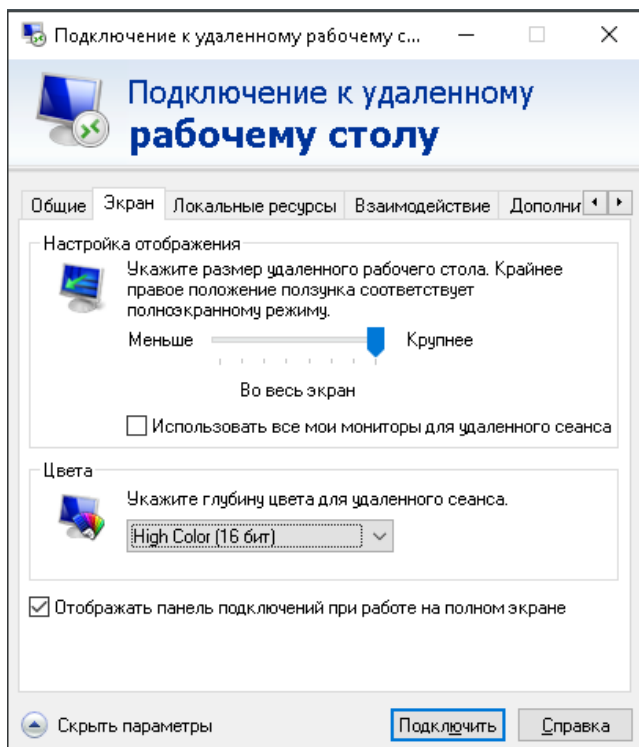 Подключение к удаленному рабочему с...
Подключение к удаленному
рабочему столу
Общие Экран Локальные ресурсы Взаимодействие Дополни
Настройка отображения
Укажите размер удаленного рабочего стола. Крайнее
правое положение ползунка соответствует
полноэкранному режиму.
Меньше Крупнее
Во весь экран
Использовать все мои мониторы для удаленного сеанса
Цвета
Укажите глубину цвета для удаленного сеанса.
High Color (16 бит)
Отображать панель подключений при работе на полном экране
Скрыть параметры Подключить Справка